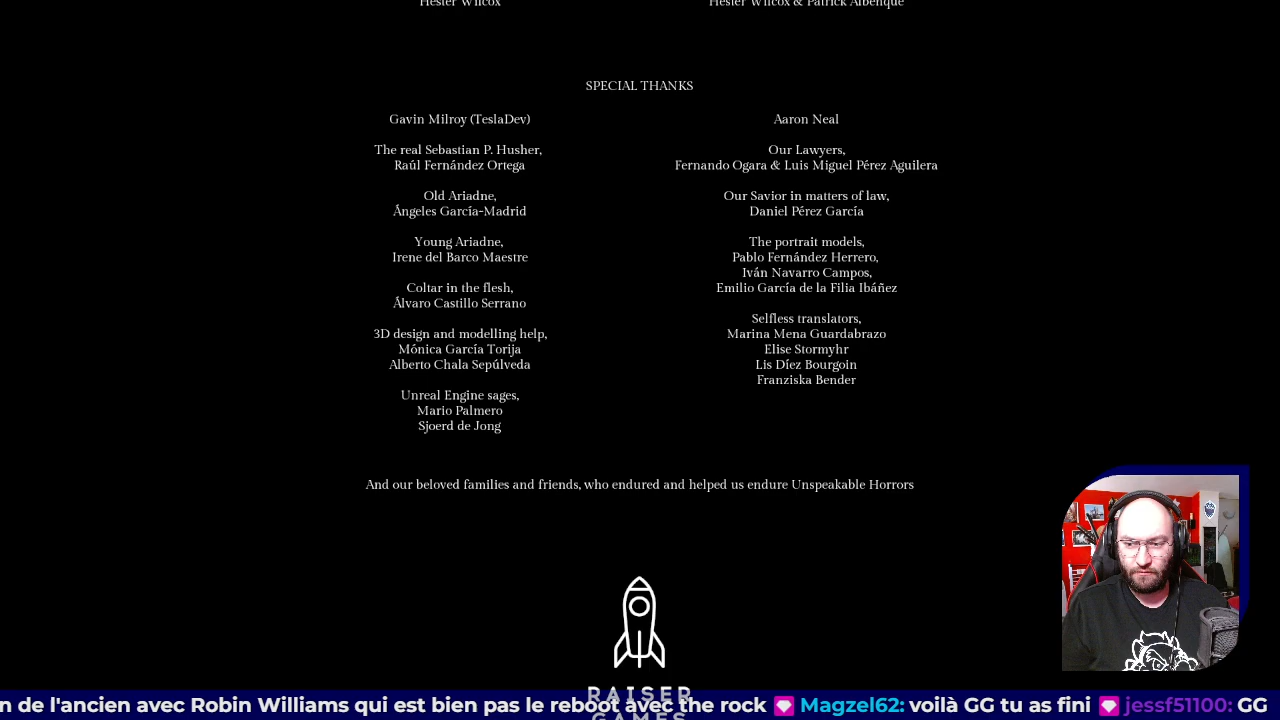 Hester Wilcox
Hester Wilcox & Patrick Albenque
SPECIAL THANKS
Gavin Milroy (TeslaDev)
The real Sebastian P. Husher,
Raúl Fernández Ortega
Old Ariadne,
Ángeles García-Madrid
Young Ariadne,
Irene del Barco Maestre
Coltar in the flesh,
Álvaro Castillo Serrano
3D design and modelling help,
Mónica García Torija
Alberto Chala Sepúlveda
Unreal Engine sages,
Mario Palmero
Sjoerd de Jong
Aaron Neal
Our Lawyers,
Fernando Ogara & Luis Miguel Pérez Aguilera
Our Savior in matters of law,
Daniel Pérez García
The portrait models,
Pablo Fernández Herrero,
Iván Navarro Campos,
Emilio García de la Filia Ibáñez
Selfless translators,
Marina Mena Guardabrazo
Elise Stormyhr
Lis Díez Bourgoin
Franziska Bender
And our beloved families and friends, who endured and helped us endure Unspeakable Horrors
RAISER
GAMES
n de l'ancien avec Robin Williams qui est bien pas le reboot avec the rock Magzel62: voilà GG tu as fini jessf51100: GG